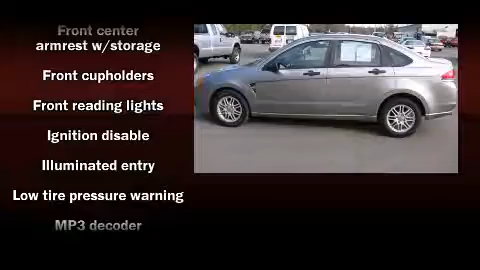 Front center
armrest w/storage
Front cupholders
Front reading lights
Ignition disable
Illuminated entry
Low tire pressure warning
MP3 decoder